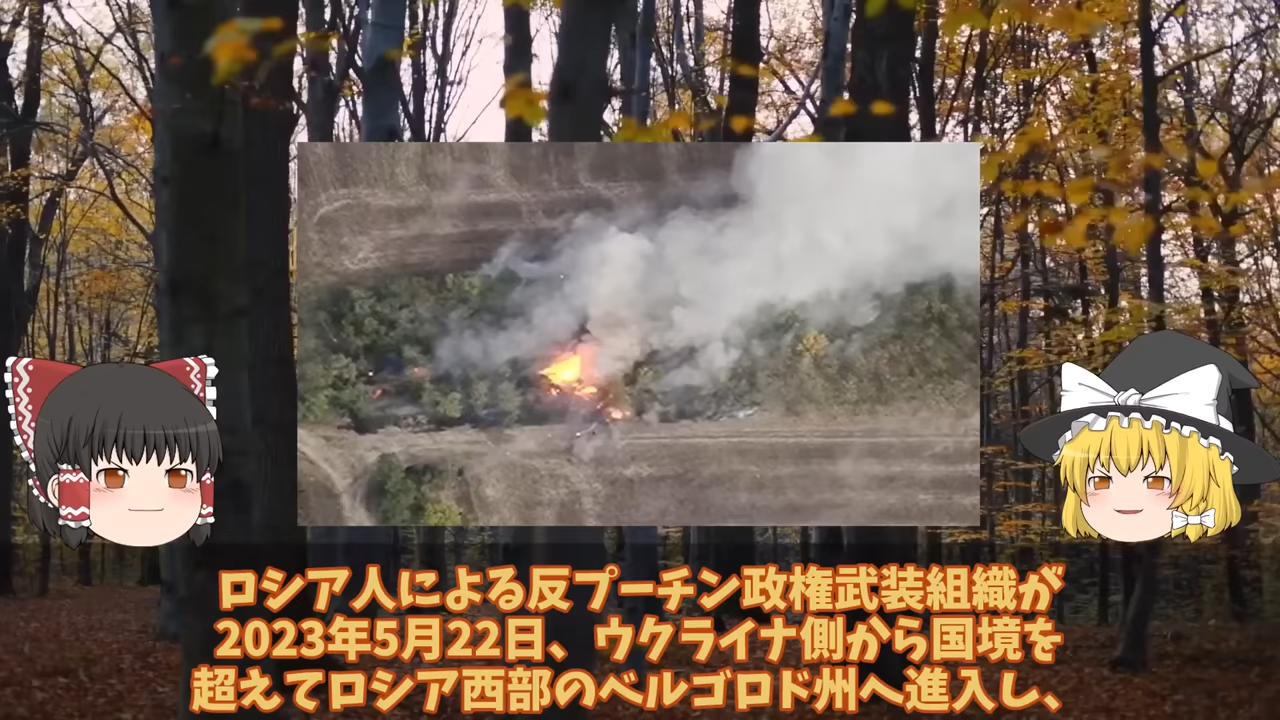 ロシア人による反プーチン政権武装組織が
2023年5月22日、ウクライナ側から国境を
超えてロシア西部のベルゴロド州へ進入し、